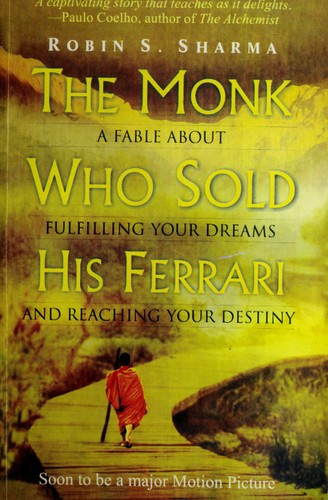 A captivating story that teaches as it delights.
—Paulo Coelho, author of The Alchemist
ROBIN S. SHARMA
THE MONK
A FABLE ABOUT
WHO SOLD
FULFILLING YOUR DREAMS
HIS FERRARI
AND REACHING YOUR DESTINY
Soon to be a major Motion Picture